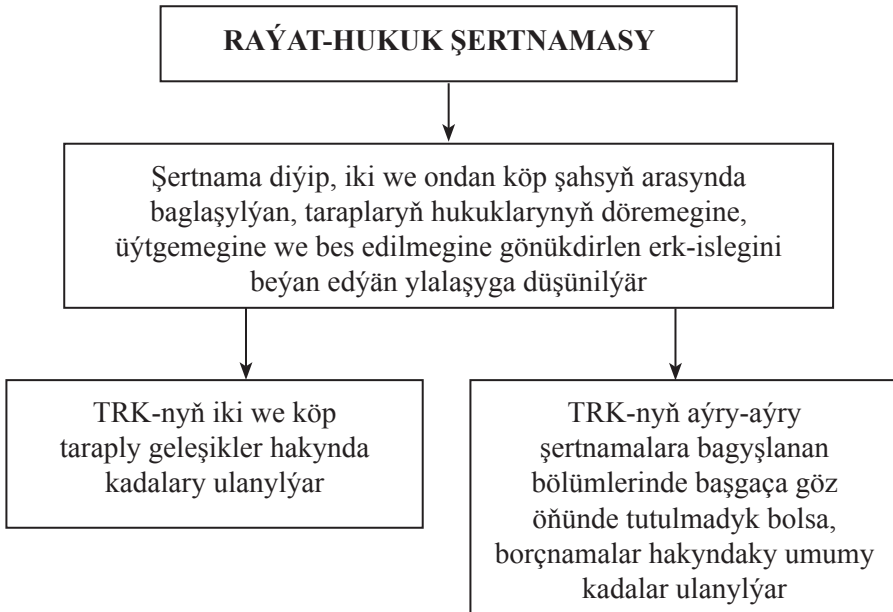 RAÝAT-HUKUK ŞERTNAMASY
Şertnama diýip, iki we ondan köp şahsyň arasynda
baglaşylýan, taraplaryň hukuklarynyň döremegine,
üýtgemegine we bes edilmegine gönükdirlen erk-islegini
beýan edýän ylalaşyga düşünilýär
TRK-nyň iki we köp
taraply geleşikler hakynda
kadalary ulanylýar
TRK-nyň aýry-aýry
şertnamalara bagyşlanan
bölümlerinde başgaça göz
öňünde tutulmadyk bolsa,
borçnamalar hakyndaky umumy
kadalar ulanylýar